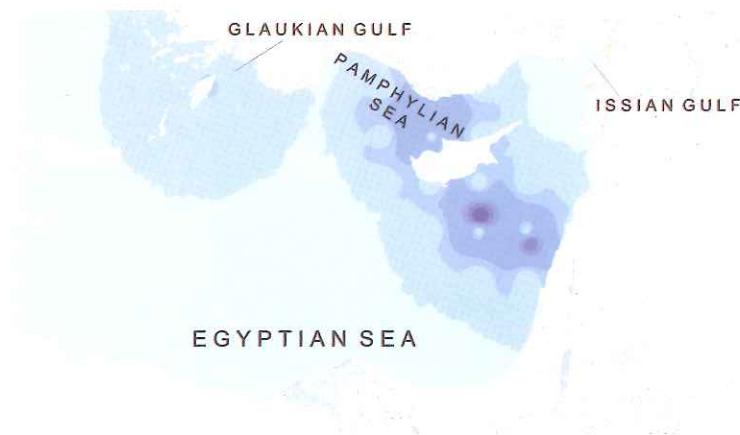 GLAUKIAN GULF
PAMPHYLIAN
SEA
ISSIAN GULF
EGYPTIAN SEA